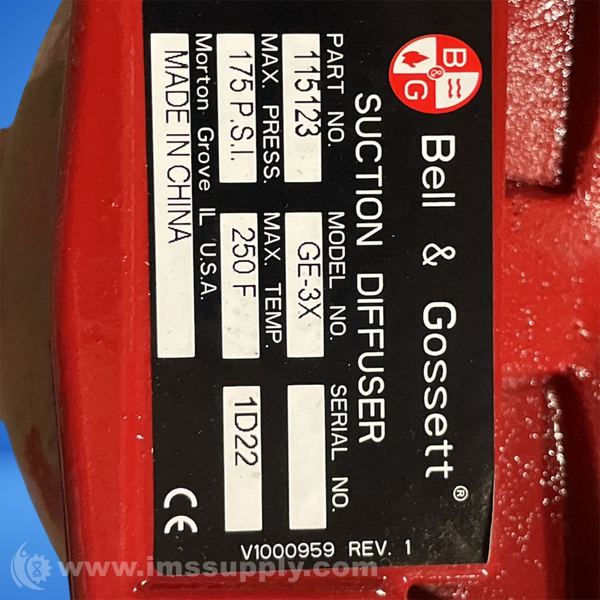 B & G
Bell & Gossett®
SUCTION DIFFUSER
PART NO. MODEL NO. SERIAL NO.
115123 GE-3X
MAX. PRESS. MAX. TEMP.
175 P.S.I. 250 F 1D22
Morton Grove IL U.S.A.
MADE IN CHINA
CE
V1000959 REV. 1
www.imssupply.com